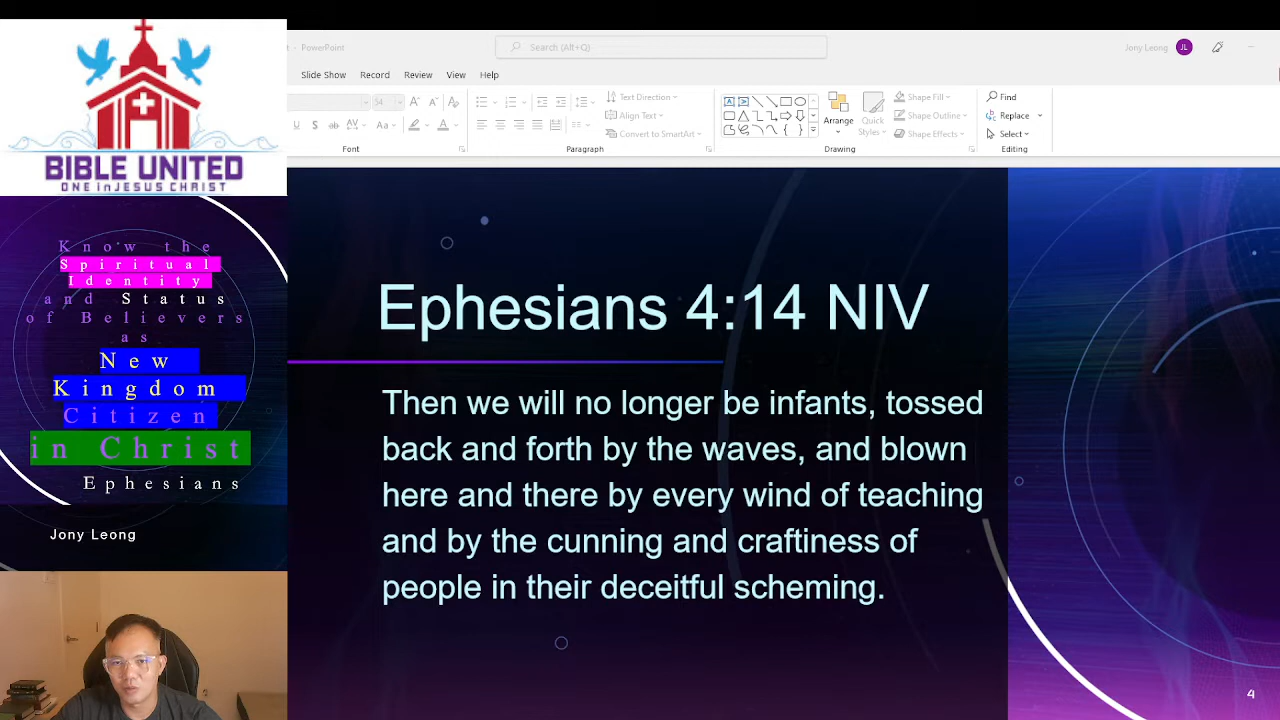 PowerPoint
Search (Alt+Q)
Jony Leong
JL
Slide Show
Record
Review
View
Help
34
Text Direction
Align Text
Convert to SmartArt
Arrange
Quick
Styles
Shape Fill
Shape Outline
Shape Effects
Find
Replace
Select
Font
Paragraph
Drawing
Editing
BIBLE UNITED
ONE in JESUS CHRIST
Know the
Spiritual
Identity
and Status
of Believers
as
New
Kingdom
Citizen
in Christ
Ephesians
Jony Leong
Ephesians 4:14 NIV
Then we will no longer be infants, tossed
back and forth by the waves, and blown
here and there by every wind of teaching
and by the cunning and craftiness of
people in their deceitful scheming.
4